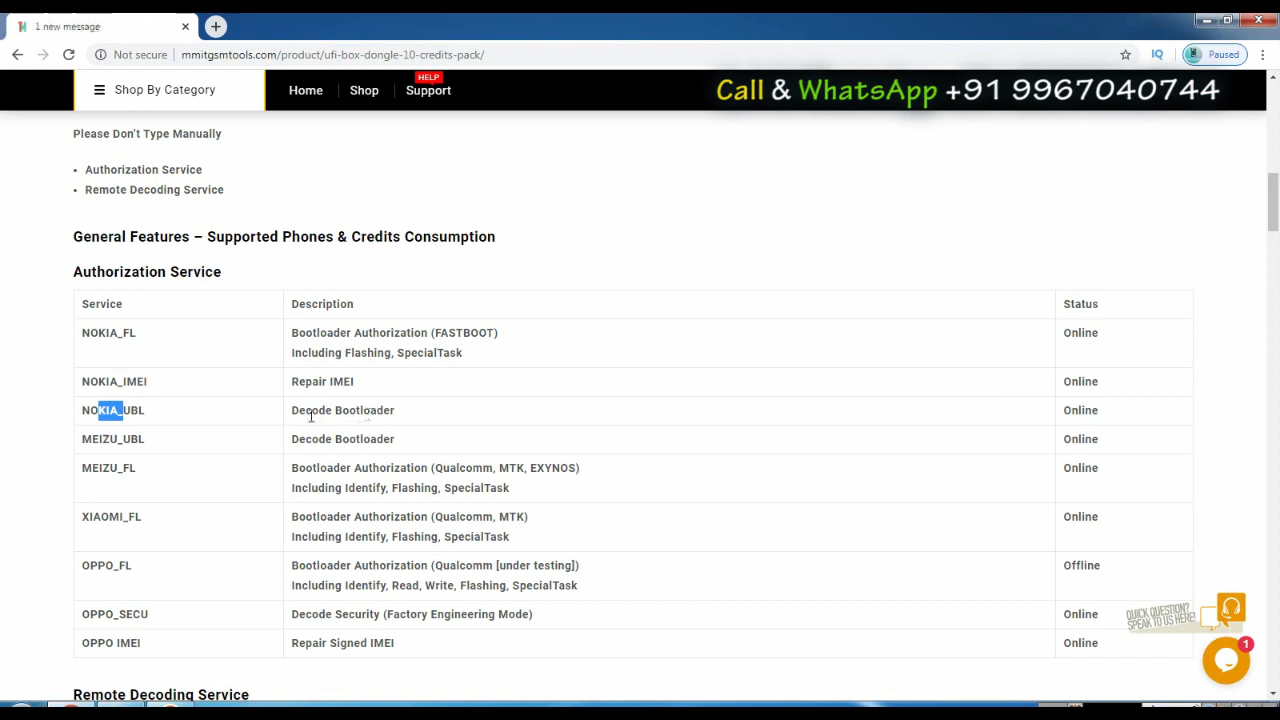 1 new message
Not secure
mmitgsmtools.com/product/ufi-box-dongle-10-credits-pack/
IQ
Paused
Shop By Category
Home
Shop
HELP
Support
Call & WhatsApp +91 9967040744
Please Don't Type Manually
Authorization Service
Remote Decoding Service
General Features – Supported Phones & Credits Consumption
Authorization Service
Service Description Status
NOKIA_FL Bootloader Authorization (FASTBOOT) Online
Including Flashing, SpecialTask
NOKIA_IMEI Repair IMEI Online
NOKIA_UBL Decode Bootloader Online
MEIZU_UBL Decode Bootloader Online
MEIZU_FL Bootloader Authorization (Qualcomm, MTK, EXYNOS) Online
Including Identify, Flashing, SpecialTask
XIAOMI_FL Bootloader Authorization (Qualcomm, MTK) Online
Including Identify, Flashing, SpecialTask
OPPO_FL Bootloader Authorization (Qualcomm [under testing]) Offline
Including Identify, Read, Write, Flashing, SpecialTask
OPPO_SECU Decode Security (Factory Engineering Mode) Online
OPPO IMEI Repair Signed IMEI Online
QUICK QUESTION?
SPEAK TO US HERE!
1
Remote Decoding Service